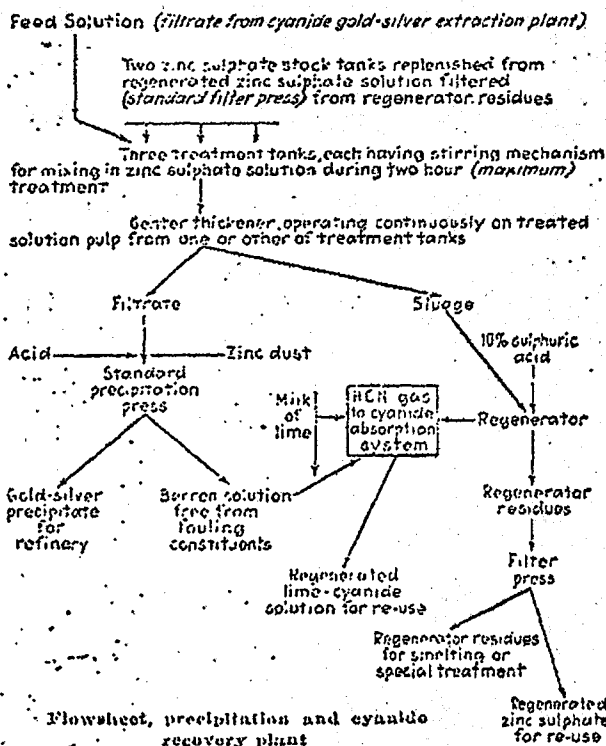 Feed Solution (filtrate from cyanide gold-silver extraction plant)
Two zinc sulphate stock tanks replenished from
regenerated zinc sulphate solution filtered
(standard filter press) from regenerator residues
Three treatment tanks, each having stirring mechanism
for mixing in zinc sulphate solution during two hour (maximum)
treatment
Genter thickener, operating continuously on treated
solution pulp from one or other of treatment tanks
Filtrate
Sludge
Acid
Zinc dust
10% sulphuric
acid
Standard
precipitation
press
Milk
of
lime
HCN gas
to cyanide
absorption
system
Regenerator
Gold-silver
precipitate
for
refinery
Barren solution
free from
fouling
constituents
Regenerator
residues
Regenerated
lime-cyanide
solution for re-use
Filter
press
Regenerator residues
for smelting or
special treatment
Regenerated
zinc sulphate
for re-use
Flowsheet, precipitation and cyanide
recovery plant